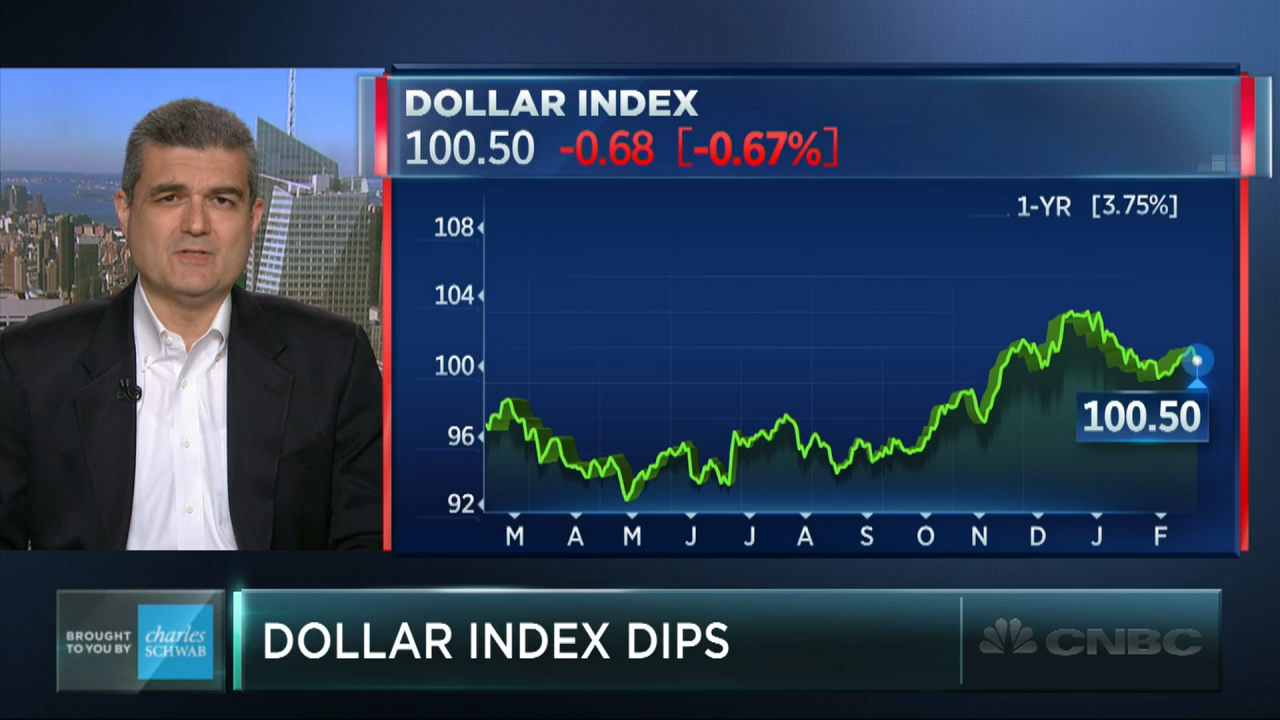 DOLLAR INDEX
100.50 -0.68 [-0.67%]
1-YR [3.75%]
108
104
100
96
92
100.50
M A M J J A S O N D J F
BROUGHT
TO YOU BY
charles
SCHWAB
DOLLAR INDEX DIPS
CNBC